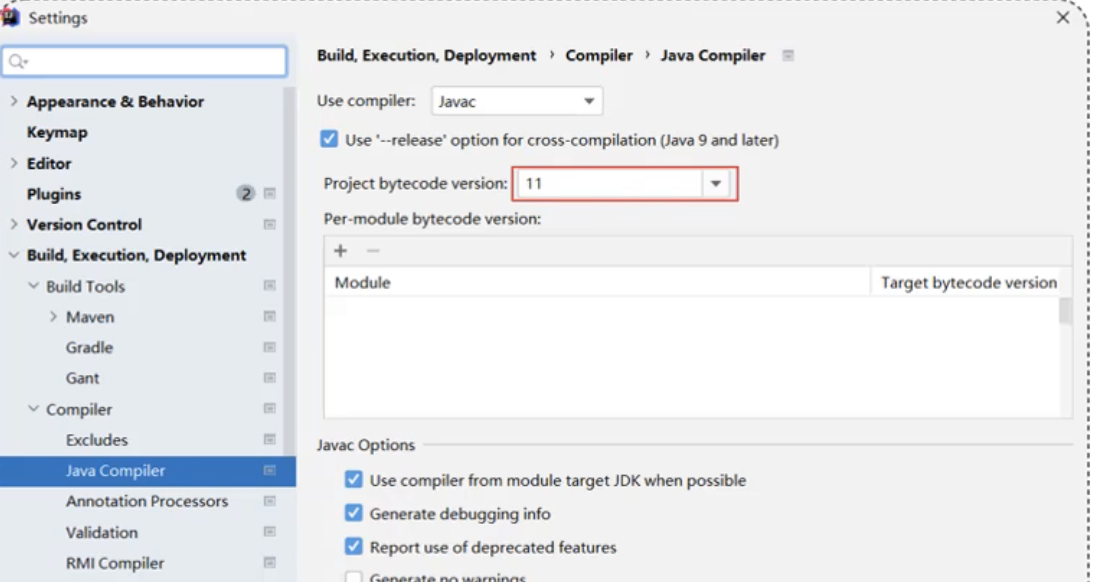 Settings
Appearance & Behavior
Keymap
Editor
Plugins 2
Version Control
Build, Execution, Deployment
Build Tools
Maven
Gradle
Gant
Compiler
Excludes
Java Compiler
Annotation Processors
Validation
RMI Compiler
Build, Execution, Deployment › Compiler › Java Compiler
Use compiler: Javac
Use '--release' option for cross-compilation (Java 9 and later)
Project bytecode version: 11
Per-module bytecode version:
Module Target bytecode version
Javac Options
Use compiler from module target JDK when possible
Generate debugging info
Report use of deprecated features
Generate no warnings